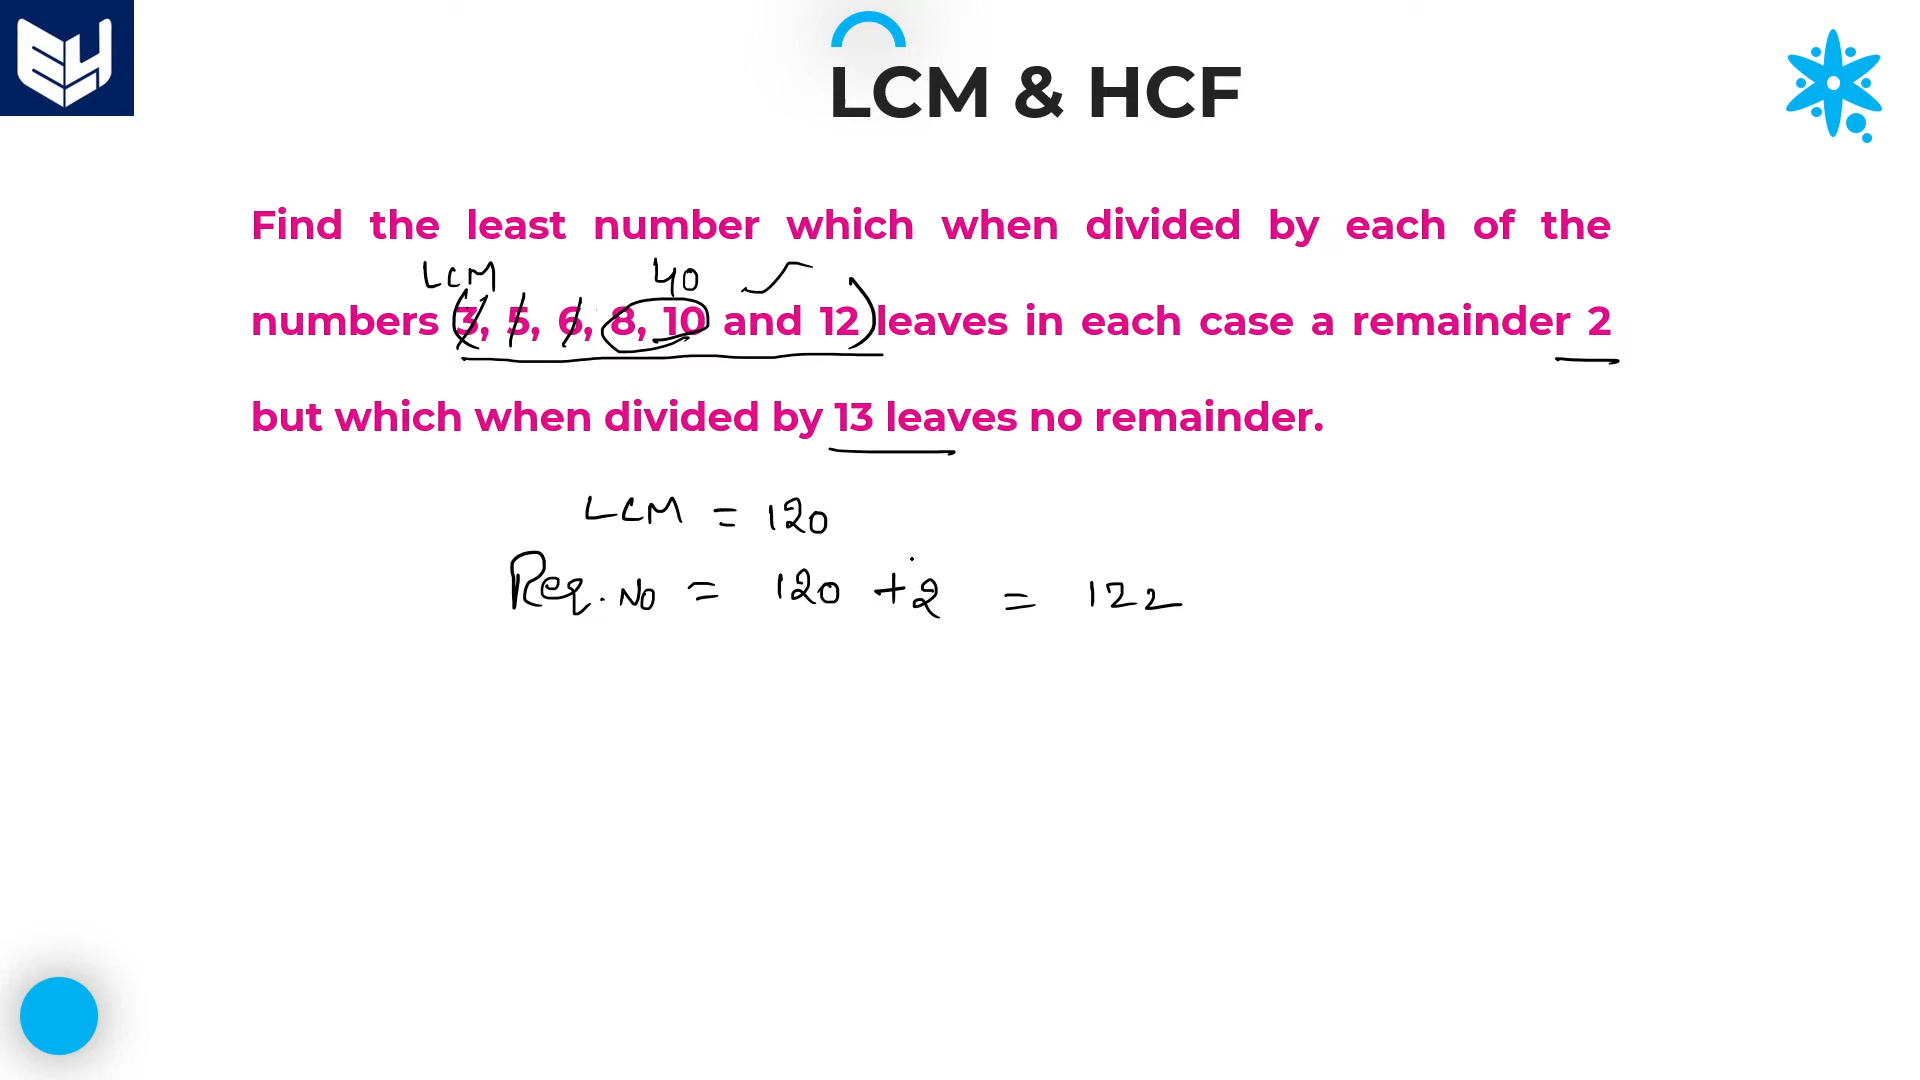 LCM & HCF
Find the least number which when divided by each of the
LCM 40
numbers 3, 5, 6, 8, 10 and 12) leaves in each case a remainder 2
but which when divided by 13 leaves no remainder.
LCM = 120
Req. No = 120 + 2 = 122